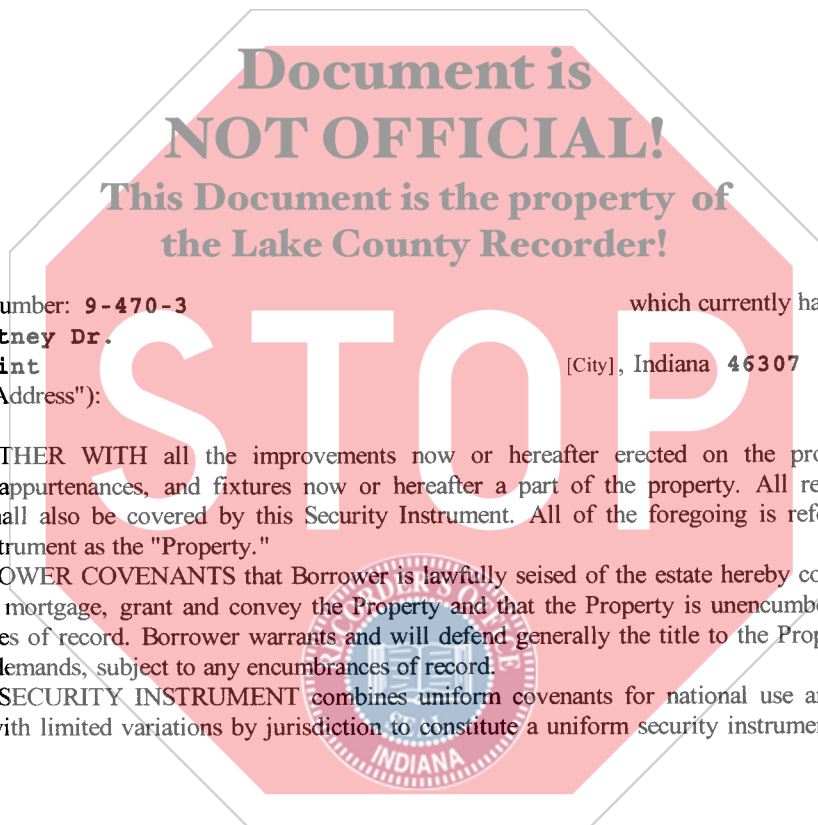 Document is
NOT OFFICIAL!
This Document is the property of
the Lake County Recorder!
STOP
umber: 9-470-3 which currently ha
tney Dr.
int [City], Indiana 46307
Address"):
THER WITH all the improvements now or hereafter erected on the pro
appurtenances, and fixtures now or hereafter a part of the property. All re
all also be covered by this Security Instrument. All of the foregoing is refe
trument as the "Property."
OWER COVENANTS that Borrower is lawfully seised of the estate hereby co
mortgage, grant and convey the Property and that the Property is unencumbe
es of record. Borrower warrants and will defend generally the title to the Prop
demands, subject to any encumbrances of record.
SECURITY INSTRUMENT combines uniform covenants for national use a
ith limited variations by jurisdiction to constitute a uniform security instrumen
RECORDER'S OFFICE
SEAL
INDIANA